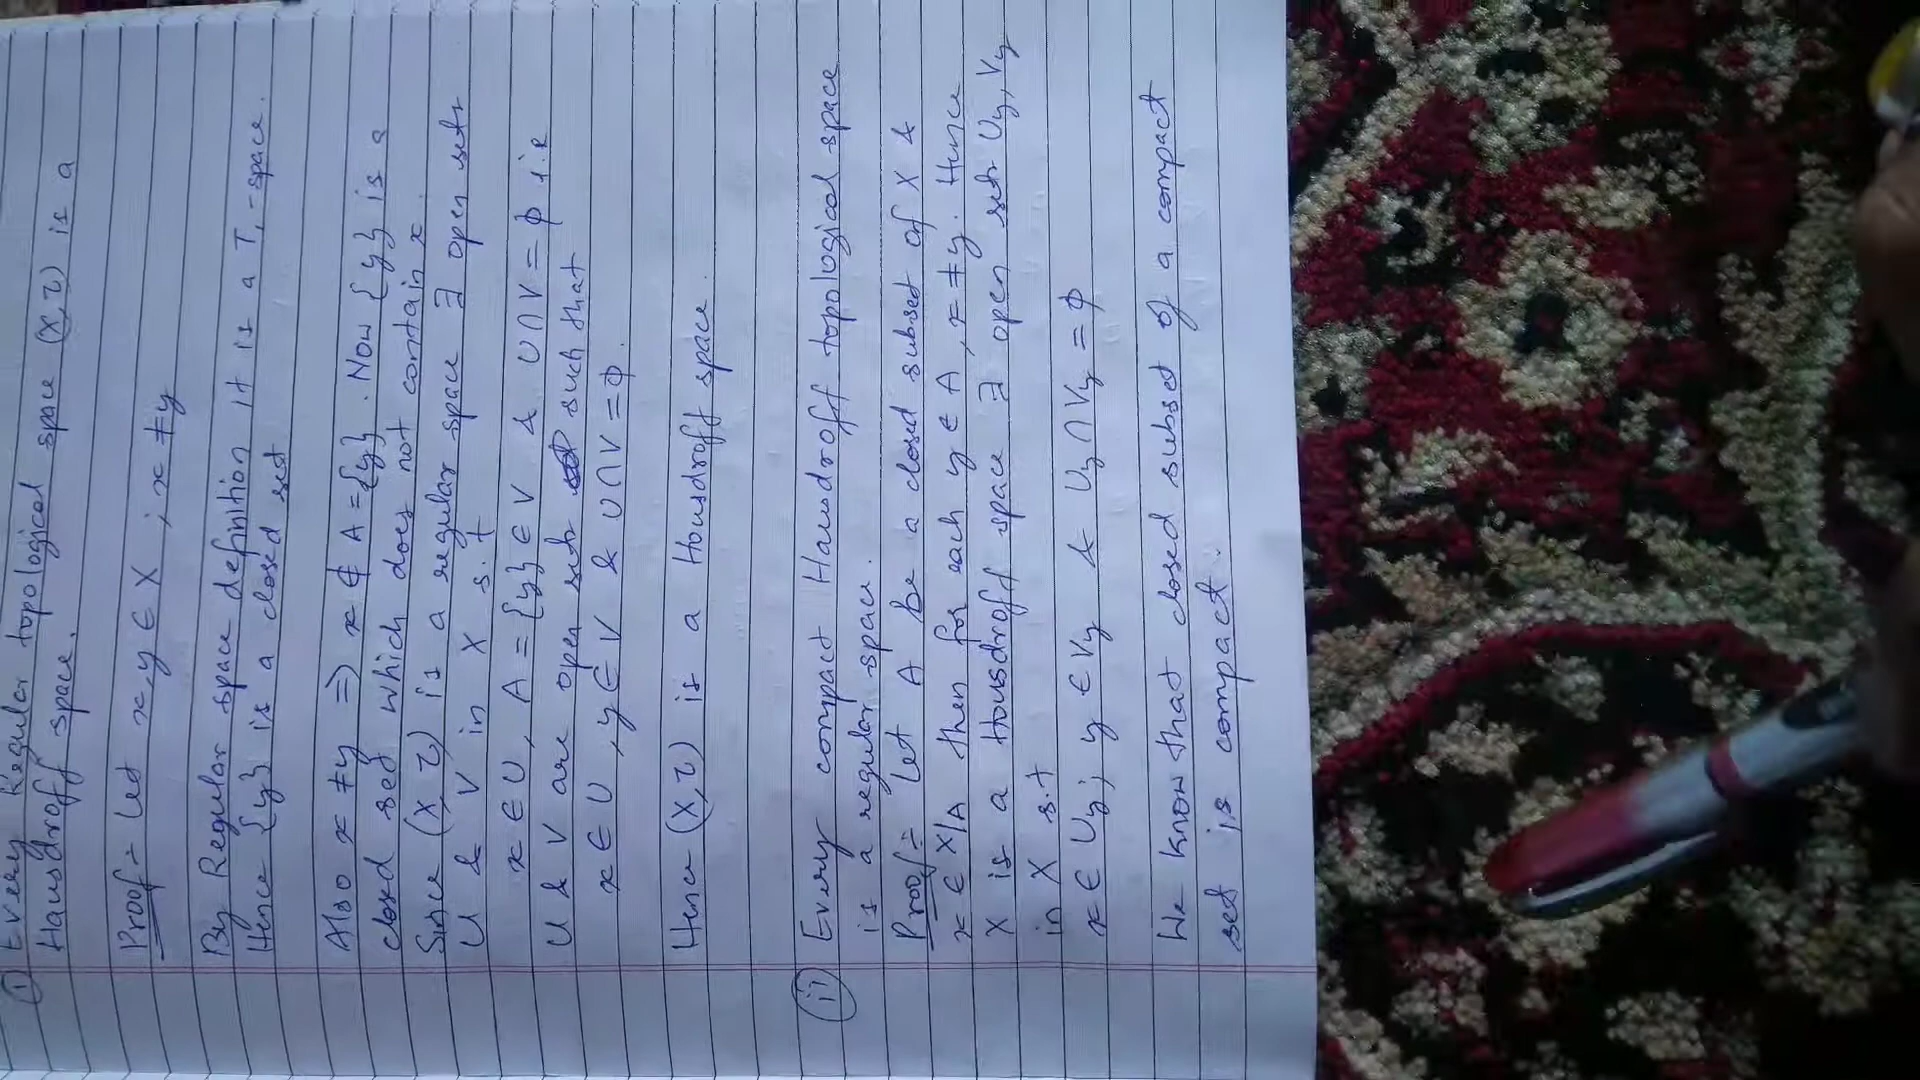 (i) Every Regular topological space (X, τ) is a
Hausdroff space.
Proof:- Let x, y ∈ X ; x ≠ y
By Regular space definition it is a T₁-space.
Hence {y} is a closed set
Also x ≠ y ⇒ x ∉ A = {y}. Now {y} is a
closed set which does not contain x.
Since (X, τ) is a regular space ∃ open sets
U & V in X s.t
x ∈ U, A = {y} ∈ V & U ∩ V = ϕ i.e
U & V are open sets such that
x ∈ U, y ∈ V & U ∩ V = ϕ.
Hence (X, τ) is a Housdroff space.
(ii) Every compact Hausdroff topological space
is a regular space.
Proof:- Let A be a closed subset of X &
x ∈ X/A then for each y ∈ A, x ≠ y. Hence
X is a Housdroff space ∃ open sets Uy, Vy
in X s.t
x ∈ Uy; y ∈ Vy & Uy ∩ Vy = ϕ
We know that closed subset of a compact
set is compact.